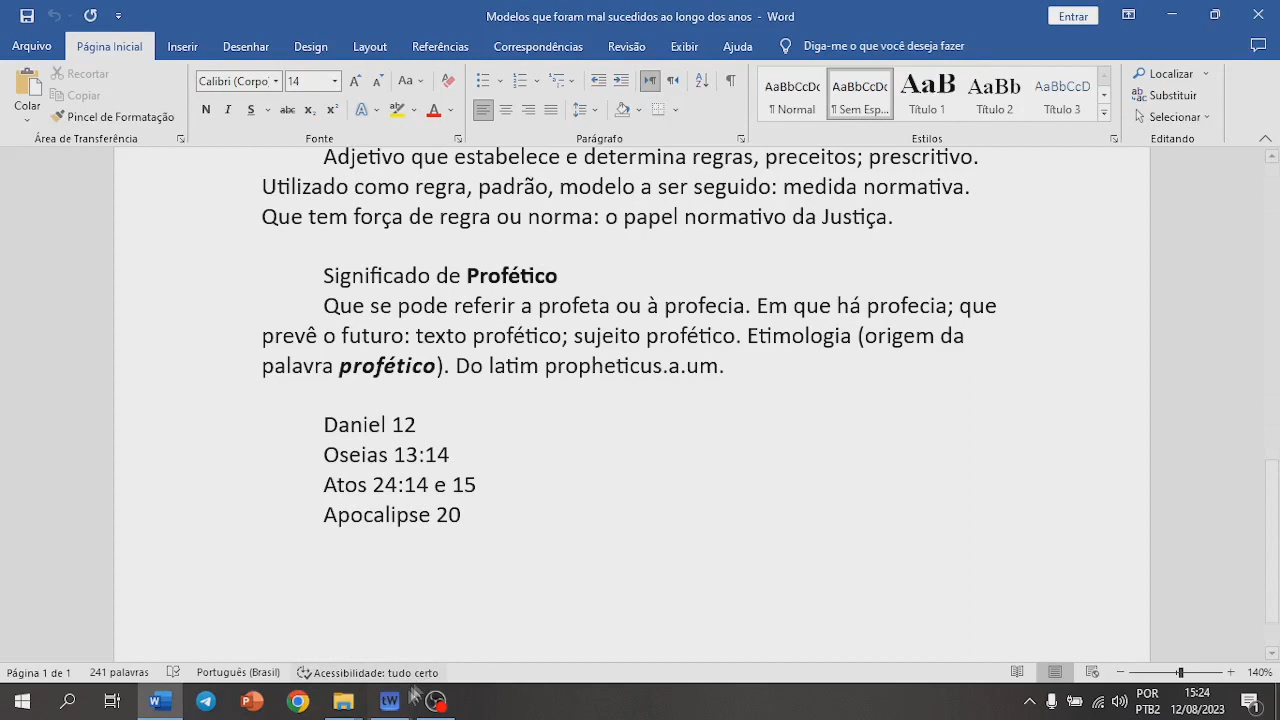 Modelos que foram mal sucedidos ao longo dos anos - Word
Entrar
Arquivo Página Inicial Inserir Desenhar Design Layout Referências Correspondências Revisão Exibir Ajuda Diga-me o que você deseja fazer
Colar
Recortar
Copiar
Pincel de Formatação
Área de Transferência
Calibri (Corpo 14
Fonte
Parágrafo
AaBbCcDc AaBbCcDc AaB AaBb AaBbCcD
¶ Normal ¶ Sem Esp... Título 1 Título 2 Título 3
Estilos
Localizar
Substituir
Selecionar
Editando
Adjetivo que estabelece e determina regras, preceitos; prescritivo.
Utilizado como regra, padrão, modelo a ser seguido: medida normativa.
Que tem força de regra ou norma: o papel normativo da Justiça.
Significado de Profético
Que se pode referir a profeta ou à profecia. Em que há profecia; que
prevê o futuro: texto profético; sujeito profético. Etimologia (origem da
palavra profético). Do latim propheticus.a.um.
Daniel 12
Oseias 13:14
Atos 24:14 e 15
Apocalipse 20
Página 1 de 1 241 palavras Português (Brasil) Acessibilidade: tudo certo 140%
POR 15:24
PTB2 12/08/2023